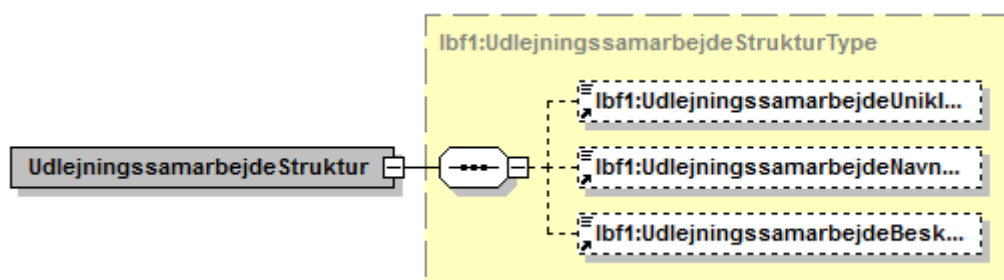 lbf1:UdlejningssamarbejdeStrukturType
lbf1:UdlejningssamarbejdeUnikI...
UdlejningssamarbejdeStruktur
lbf1:UdlejningssamarbejdeNavn...
lbf1:UdlejningssamarbejdeBesk...